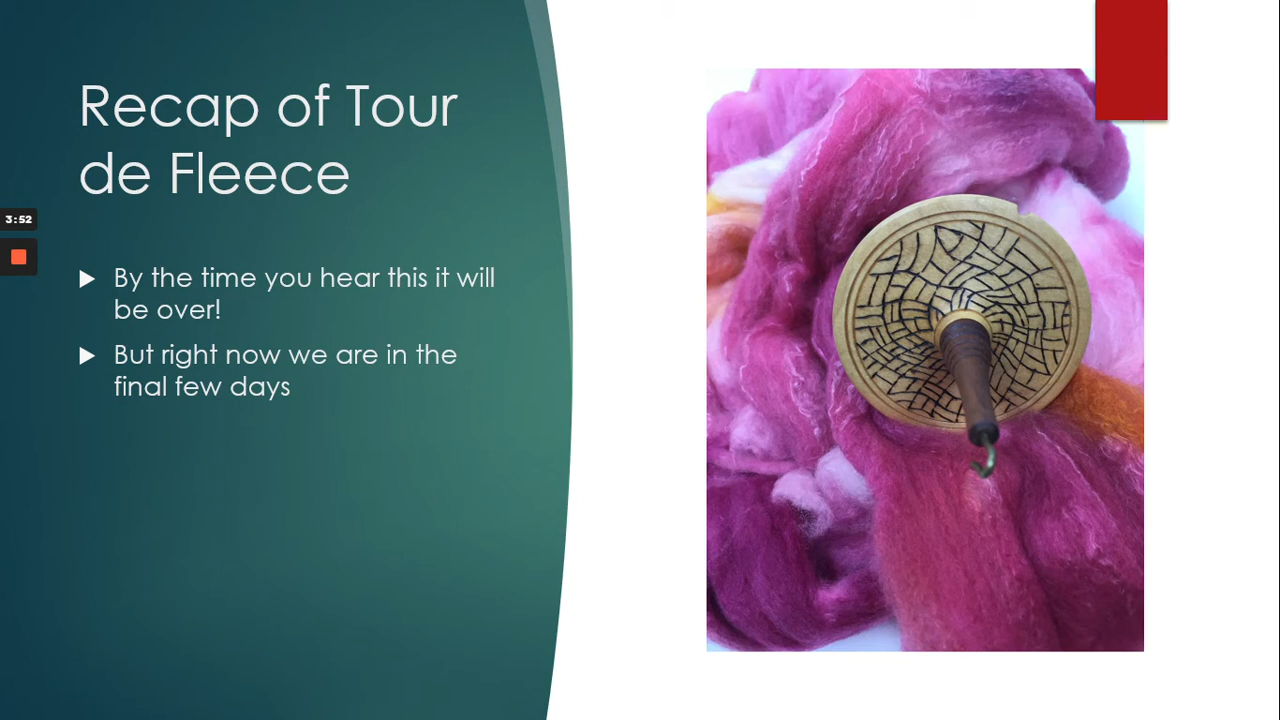 Recap of Tour
de Fleece
3:52
By the time you hear this it will
be over!
But right now we are in the
final few days